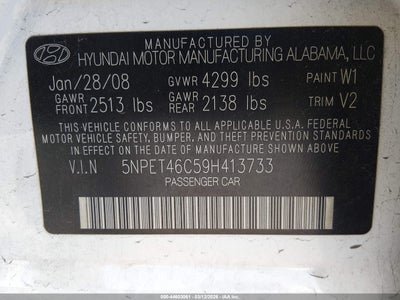 MFD BY
HYUNDAI MOTOR MANUFACTURING ALABAMA, LLC
Jan/28/08 GVWR 4299 lbs PAINT W1
GAWR FRONT 2513 lbs GAWR REAR 2138 lbs TRIM V2
THIS VEHICLE CONFORMS TO ALL APPLICABLE U.S.A. FEDERAL
MOTOR VEHICLE SAFETY, BUMPER, AND THEFT PREVENTION
STANDARDS IN EFFECT ON THE DATE OF MANUFACTURE SHOWN ABOVE.
V.I.N 5NPET46C59H413733
PASSENGER CAR